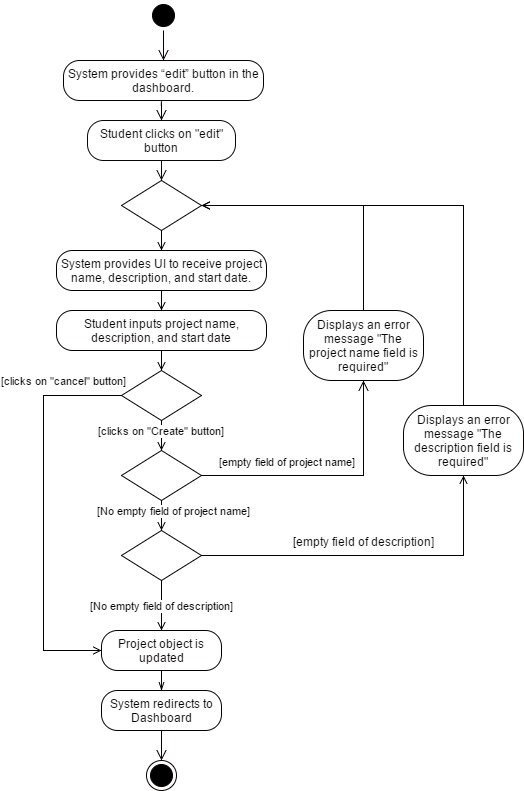 System provides “edit” button in the
dashboard.
Student clicks on "edit"
button
System provides UI to receive project
name, description, and start date.
Student inputs project name,
description, and start date
Displays an error
message "The
project name field is
required"
[clicks on "cancel" button]
[clicks on "Create" button]
Displays an error
message "The
description field is
required"
[empty field of project name]
[No empty field of project name]
[empty field of description]
[No empty field of description]
Project object is
updated
System redirects to
Dashboard